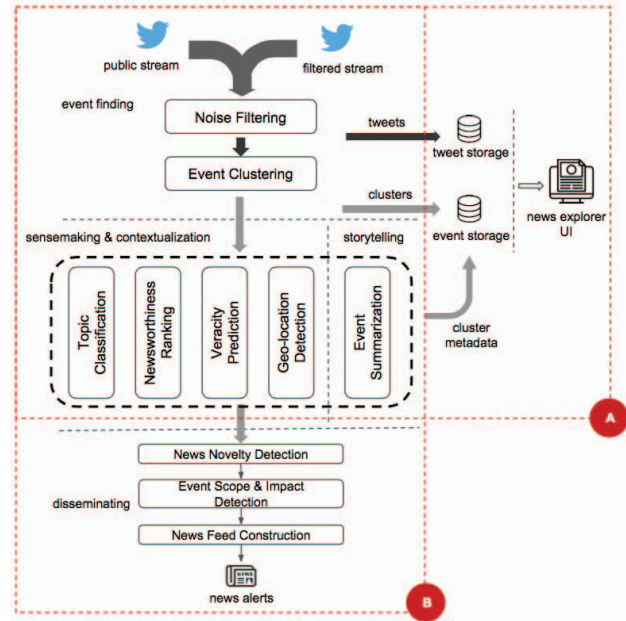 public stream
filtered stream
event finding
Noise Filtering
tweets
tweet storage
Event Clustering
clusters
event storage
news explorer
UI
sensemaking & contextualization
storytelling
Topic
Classification
Newsworthiness
Ranking
Veracity
Prediction
Geo-location
Detection
Event
Summarization
cluster
metadata
A
News Novelty Detection
disseminating
Event Scope & Impact
Detection
News Feed Construction
NEWS
news alerts
B